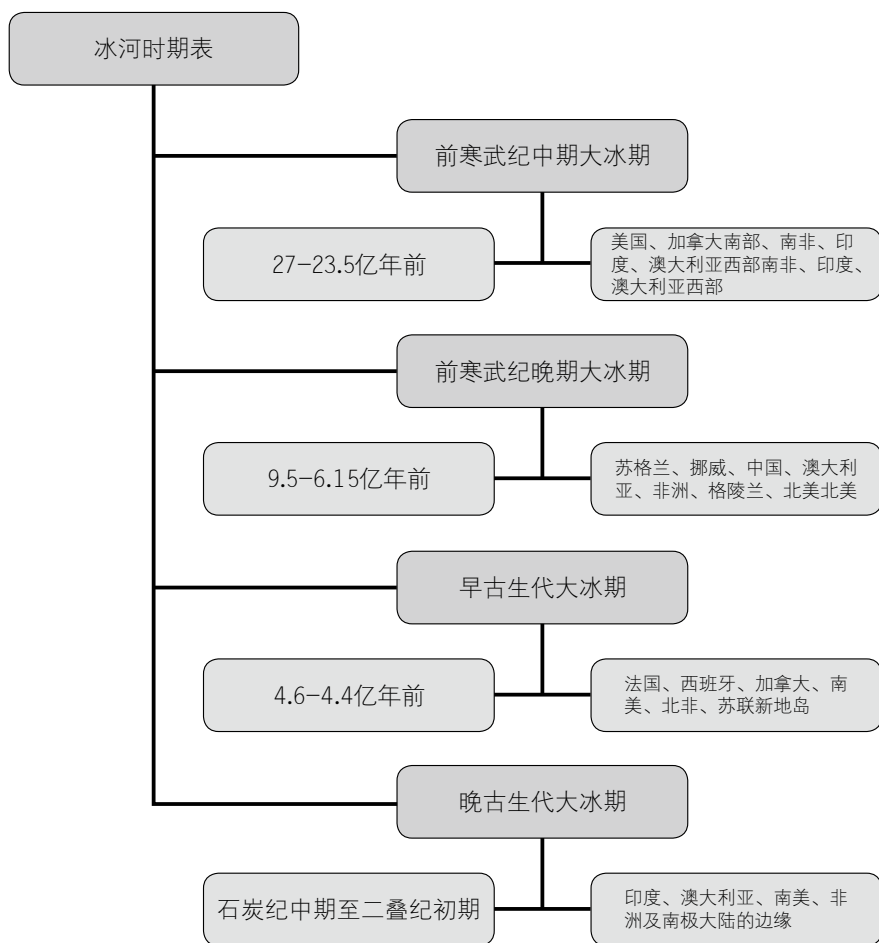 冰河时期表
前寒武纪中期大冰期
27-23.5亿年前
美国、加拿大南部、南非、印
度、澳大利亚西部南非、印度、
澳大利亚西部
前寒武纪晚期大冰期
9.5-6.15亿年前
苏格兰、挪威、中国、澳大利
亚、非洲、格陵兰、北美北美
早古生代大冰期
4.6-4.4亿年前
法国、西班牙、加拿大、南
美、北非、苏联新地岛
晚古生代大冰期
石炭纪中期至二叠纪初期
印度、澳大利亚、南美、非
洲及南极大陆的边缘